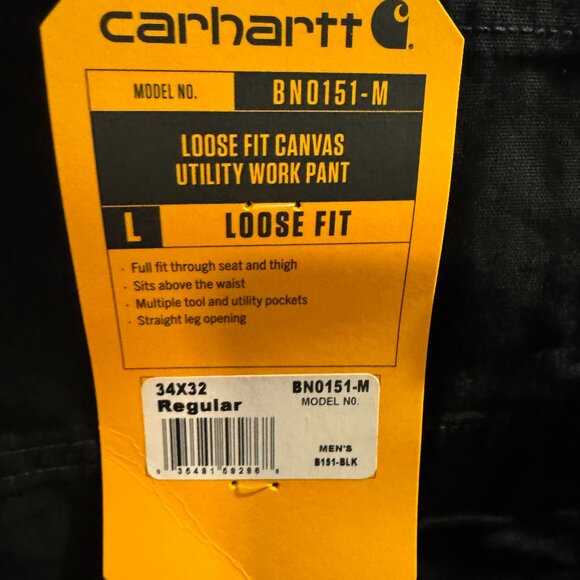 carhartt
MODEL NO. BN0151-M
LOOSE FIT CANVAS
UTILITY WORK PANT
L LOOSE FIT
· Full fit through seat and thigh
· Sits above the waist
· Multiple tool and utility pockets
· Straight leg opening
34X32 BN0151-M
Regular MODEL NO.
MEN'S
B151-BLK
35481 58286